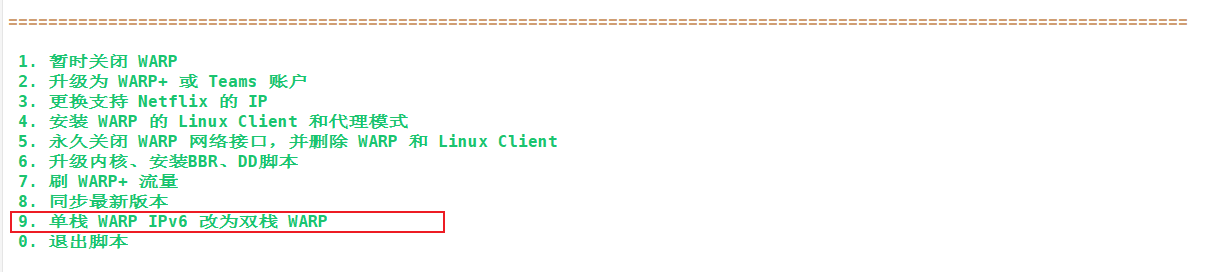 1. 暂时关闭 WARP
2. 升级为 WARP+ 或 Teams 账户
3. 更换支持 Netflix 的 IP
4. 安装 WARP 的 Linux Client 和代理模式
5. 永久关闭 WARP 网络接口，并删除 WARP 和 Linux Client
6. 升级内核、安装BBR、DD脚本
7. 刷 WARP+ 流量
8. 同步最新版本
9. 单栈 WARP IPv6 改为双栈 WARP
0. 退出脚本